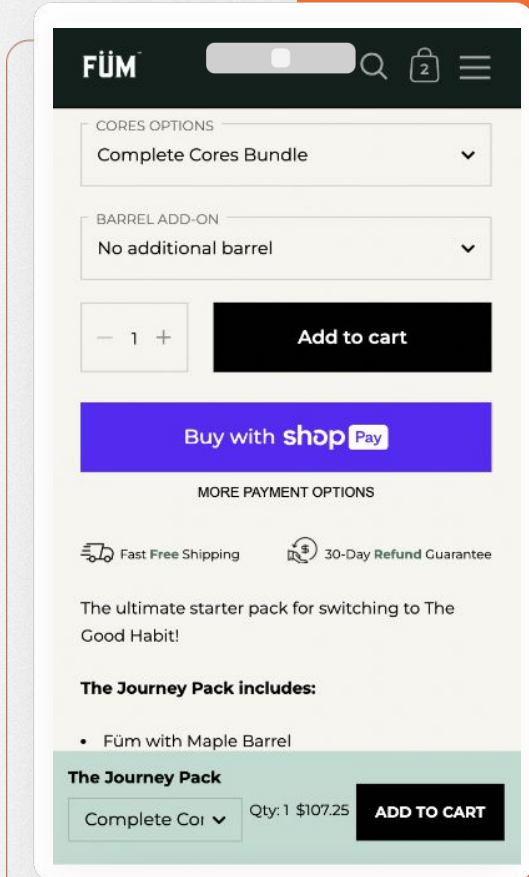 FÜM
2
CORES OPTIONS
Complete Cores Bundle
BARREL ADD-ON
No additional barrel
— 1 +
Add to cart
Buy with shop Pay
MORE PAYMENT OPTIONS
Fast Free Shipping
30-Day Refund Guarantee
The ultimate starter pack for switching to The
Good Habit!
The Journey Pack includes:
• Füm with Maple Barrel
The Journey Pack
Complete Cor
Qty: 1 $107.25
ADD TO CART